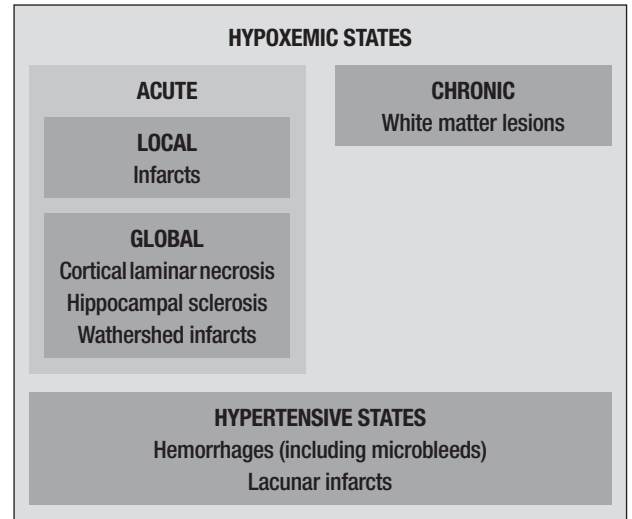 HYPOXEMIC STATES
ACUTE
LOCAL
Infarcts
GLOBAL
Cortical laminar necrosis
Hippocampal sclerosis
Wathershed infarcts
CHRONIC
White matter lesions
HYPERTENSIVE STATES
Hemorrhages (including microbleeds)
Lacunar infarcts